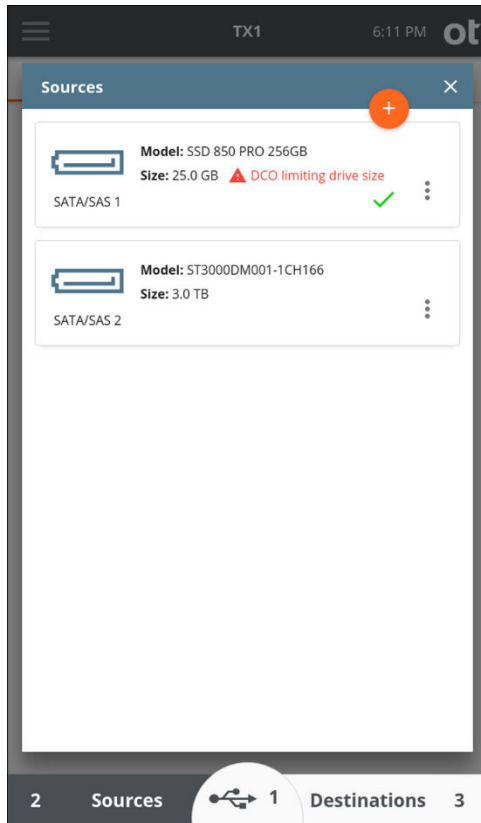 TX1 6:11 PM ot
Sources
+
Model: SSD 850 PRO 256GB
Size: 25.0 GB DCO limiting drive size
SATA/SAS 1
Model: ST3000DM001-1CH166
Size: 3.0 TB
SATA/SAS 2
2 Sources 1 Destinations 3